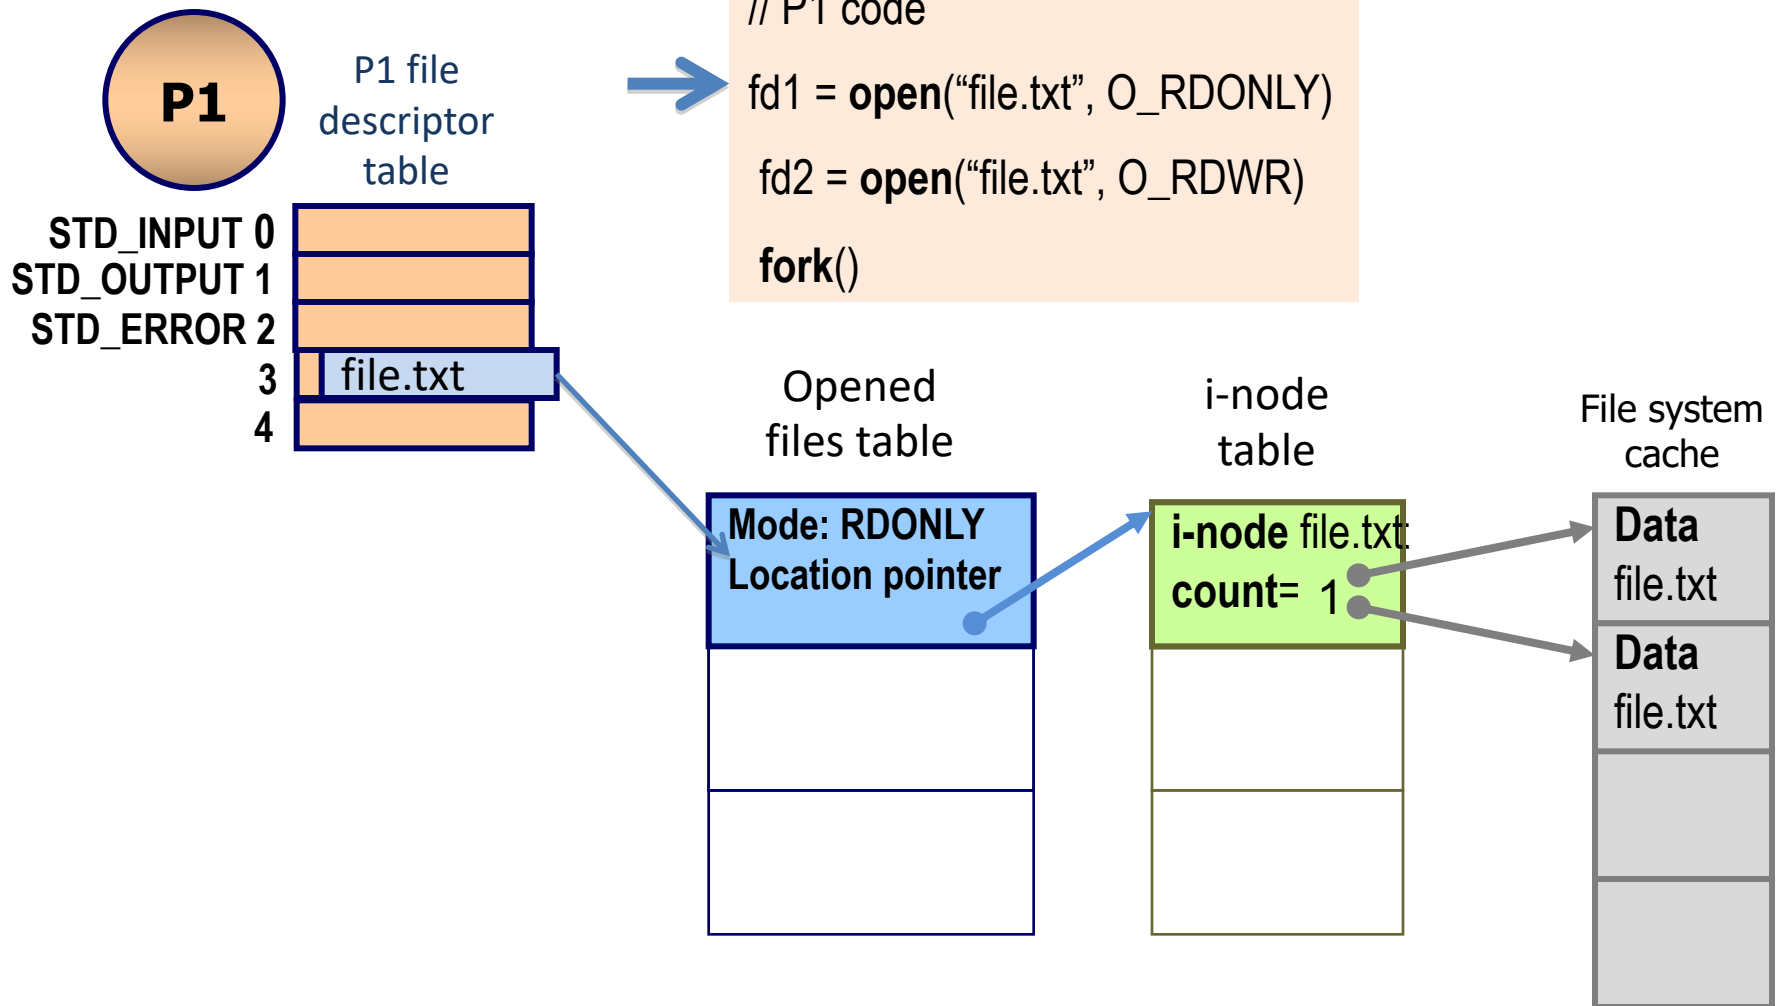 // P1 code
P1
P1 file
descriptor
table
fd1 = open(“file.txt”, O_RDONLY)
fd2 = open(“file.txt”, O_RDWR)
fork()
STD_INPUT 0
STD_OUTPUT 1
STD_ERROR 2
3
file.txt
4
Opened
files table
i-node
table
File system
cache
Mode: RDONLY
Location pointer
i-node file.txt:
count= 1
Data
file.txt
Data
file.txt